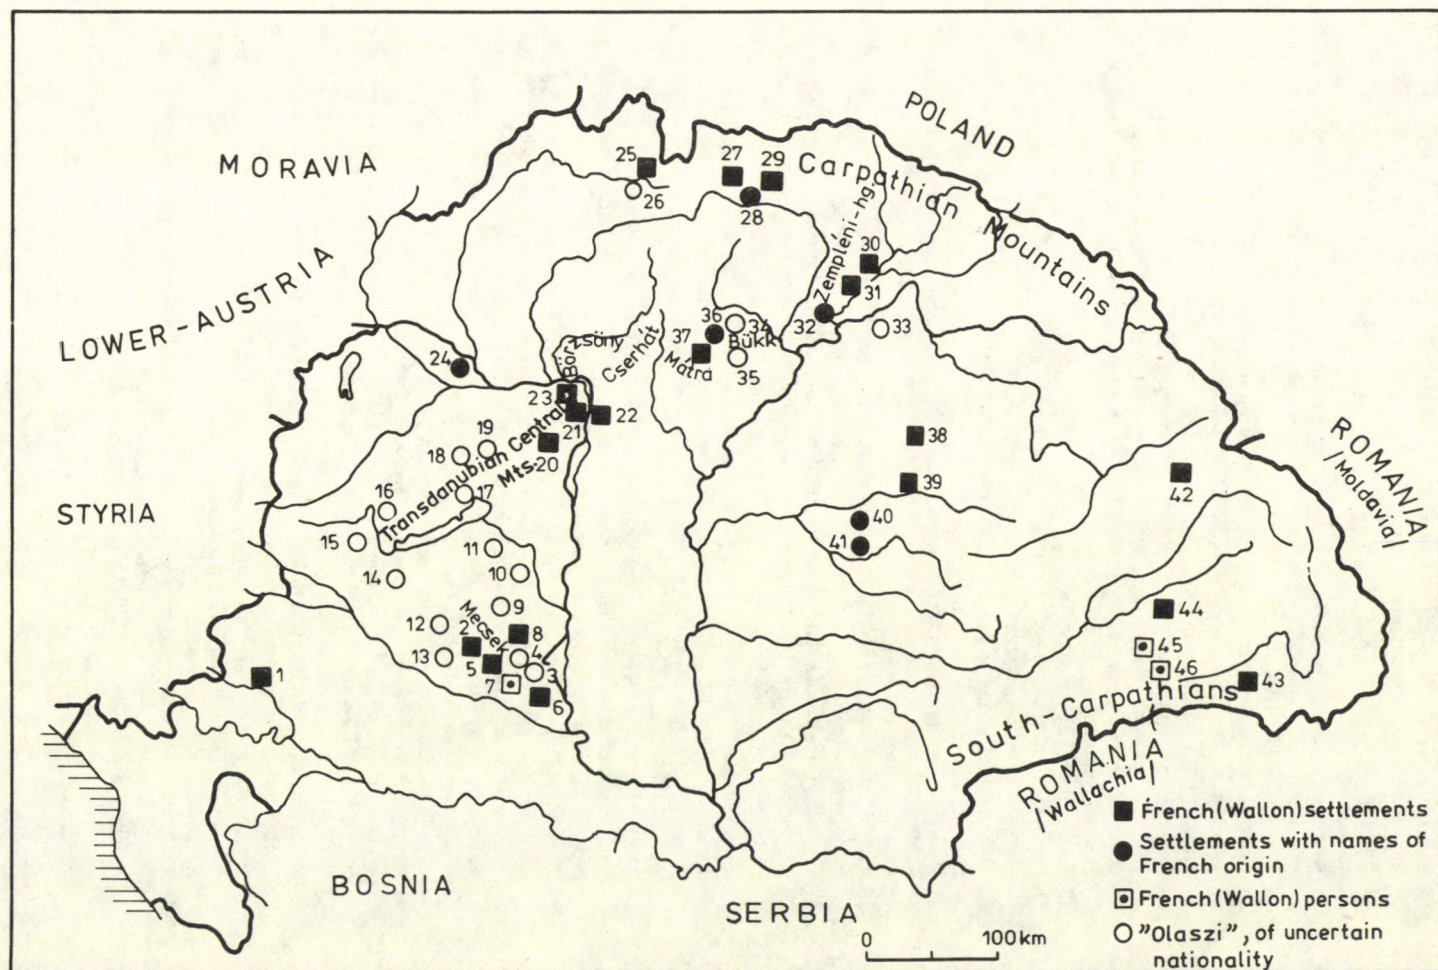 POLAND
MORAVIA
25
27
29
Carpathian
26
28
Mountains
Zempléni-hg.
30
31
LOWER-AUSTRIA
32
33
36
34
37
Bükk
35
Mátra
Börzsöny
Cserhát
24
23
21
22
ROMANIA
/Moldavia/
38
19
18
20
Transdanubian Central
Mts.
17
16
39
42
STYRIA
40
41
15
11
14
10
9
Mecsek
12
2
8
44
13
4
5
3
45
1
7
46
6
43
South-Carpathians
ROMANIA
/Wallachia/
French(Wallon) settlements
Settlements with names of
French origin
BOSNIA
French(Wallon) persons
SERBIA
"Olaszi", of uncertain
nationality
0 100 km